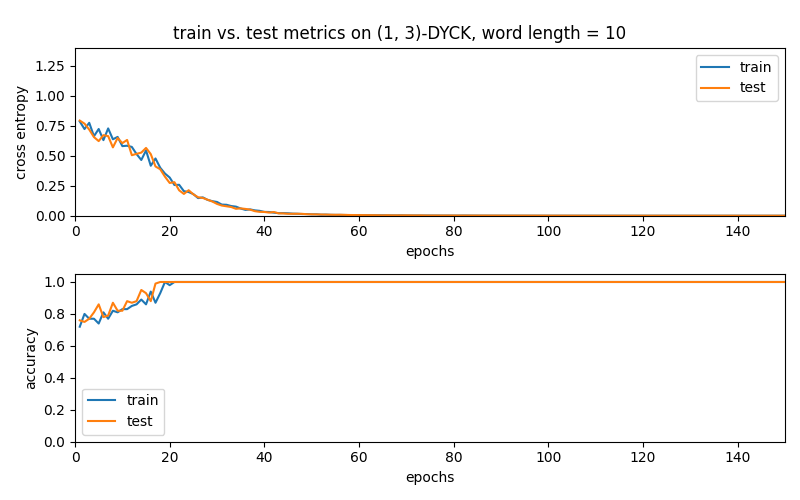 train vs. test metrics on (1, 3)-DYCK, word length = 10
1.25
1.00
0.75
0.50
0.25
0.00
cross entropy
train
test
0 20 40 60 80 100 120 140
epochs
1.0
0.8
0.6
0.4
0.2
0.0
accuracy
train
test
0 20 40 60 80 100 120 140
epochs